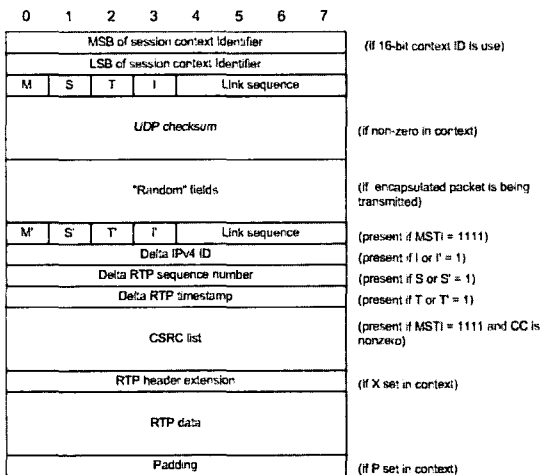 0 1 2 3 4 5 6 7
MSB of session context Identifier (if 16-bit context ID is use)
LSB of session context Identifier
M S T I Link sequence
UDP checksum (if non-zero in context)
"Random" fields (if encapsulated packet is being
transmitted)
M' S' T' I' Link sequence (present if MSTI = 1111)
Delta IPv4 ID (present if I or I' = 1)
Delta RTP sequence number (present if S or S' = 1)
Delta RTP timestamp (present if T or T' = 1)
CSRC list (present if MSTI = 1111 and CC is
nonzero)
RTP header extension (if X set in context)
RTP data
Padding (if P set in context)